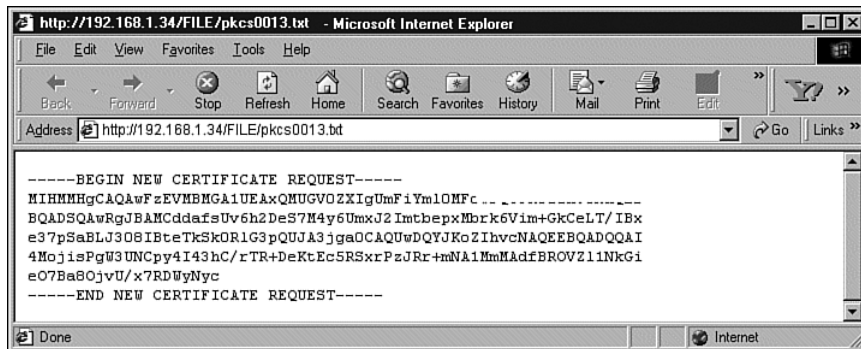 http://192.168.1.34/FILE/pkcs0013.txt - Microsoft Internet Explorer
File Edit View Favorites Tools Help
Back Forward Stop Refresh Home Search Favorites History Mail Print Edit »
Address http://192.168.1.34/FILE/pkcs0013.txt Go Links »
-----BEGIN NEW CERTIFICATE REQUEST-----
BQADSQAwRgJBAMCddafsUv6h2DeS7M4y6UmxJ2ImtbepxMbrk6Vim+GkCeLT/IBx
e37pSaBLJ3O8IBteTkSkORlG3pQUJA3jgaOCAQUwDQYJKoZIhvcNAQEEBQADQQAI
4MojisPgW3UNCpy4I43hC/rTR+DeKtEc5RSxrPzJRr+mNA1MmMAdfBROVZl1NkGi
eO7Ba8OjvU/x7RDWyNyc
-----END NEW CERTIFICATE REQUEST-----
Done Internet